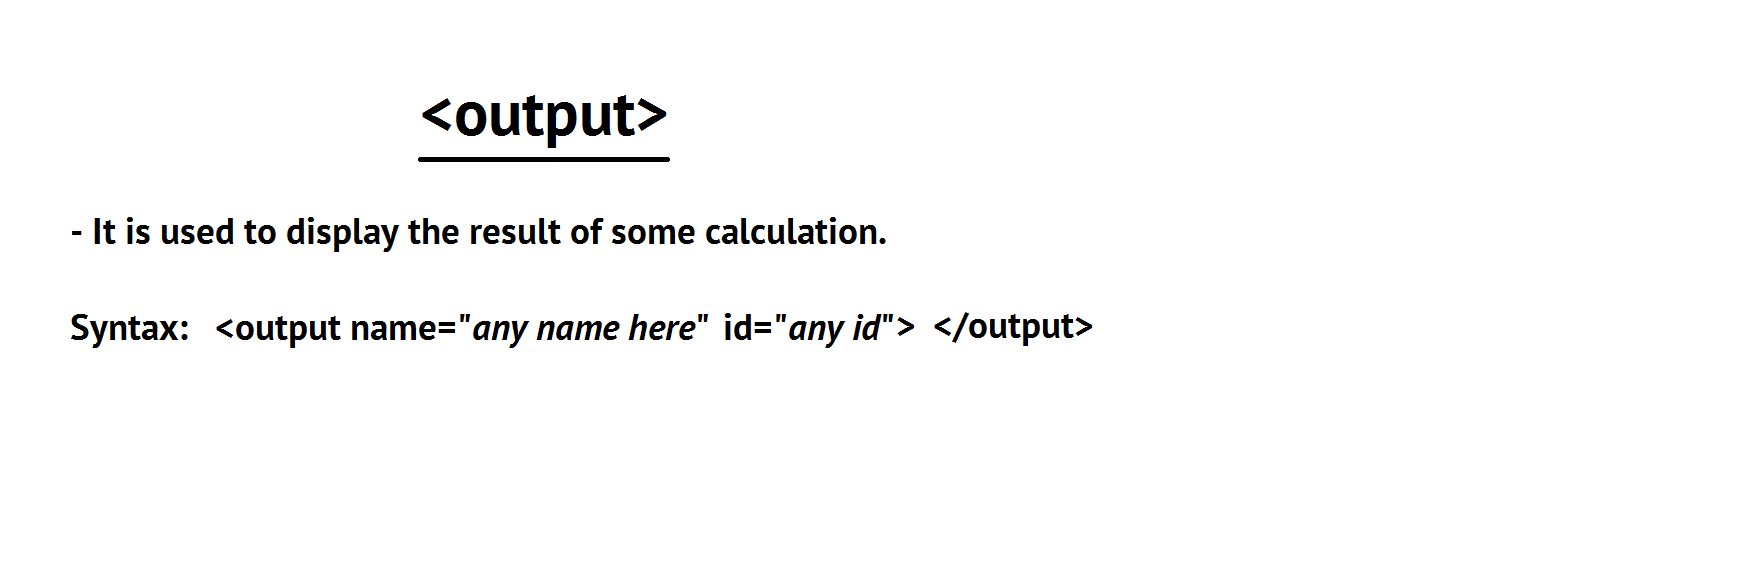 <output>
- It is used to display the result of some calculation.
Syntax: <output name="any name here" id="any id"> </output>